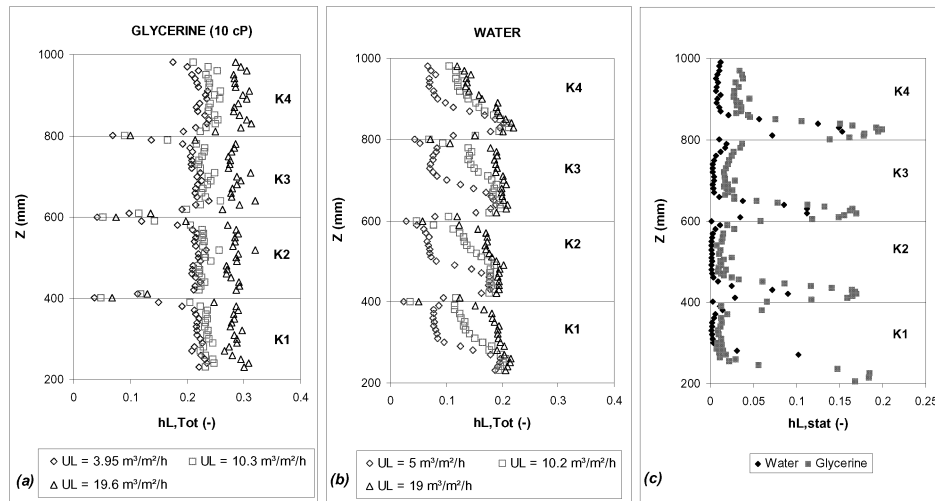 GLYCERINE (10 cP)
1000
800
600
400
200
Z (mm)
K4
K3
K2
K1
0
0.1
0.2
0.3
0.4
hL,Tot (-)
UL = 3.95 m³/m²/h
UL = 10.3 m³/m²/h
UL = 19.6 m³/m²/h
(a)
WATER
1000
800
600
400
200
Z (mm)
K4
K3
K2
K1
0
0.1
0.2
0.3
0.4
hL,Tot (-)
UL = 5 m³/m²/h
UL = 10.2 m³/m²/h
UL = 19 m³/m²/h
(b)
1000
800
600
400
200
Z (mm)
K4
K3
K2
K1
0
0.05
0.1
0.15
0.2
0.25
hL,stat (-)
Water
Glycerine
(c)